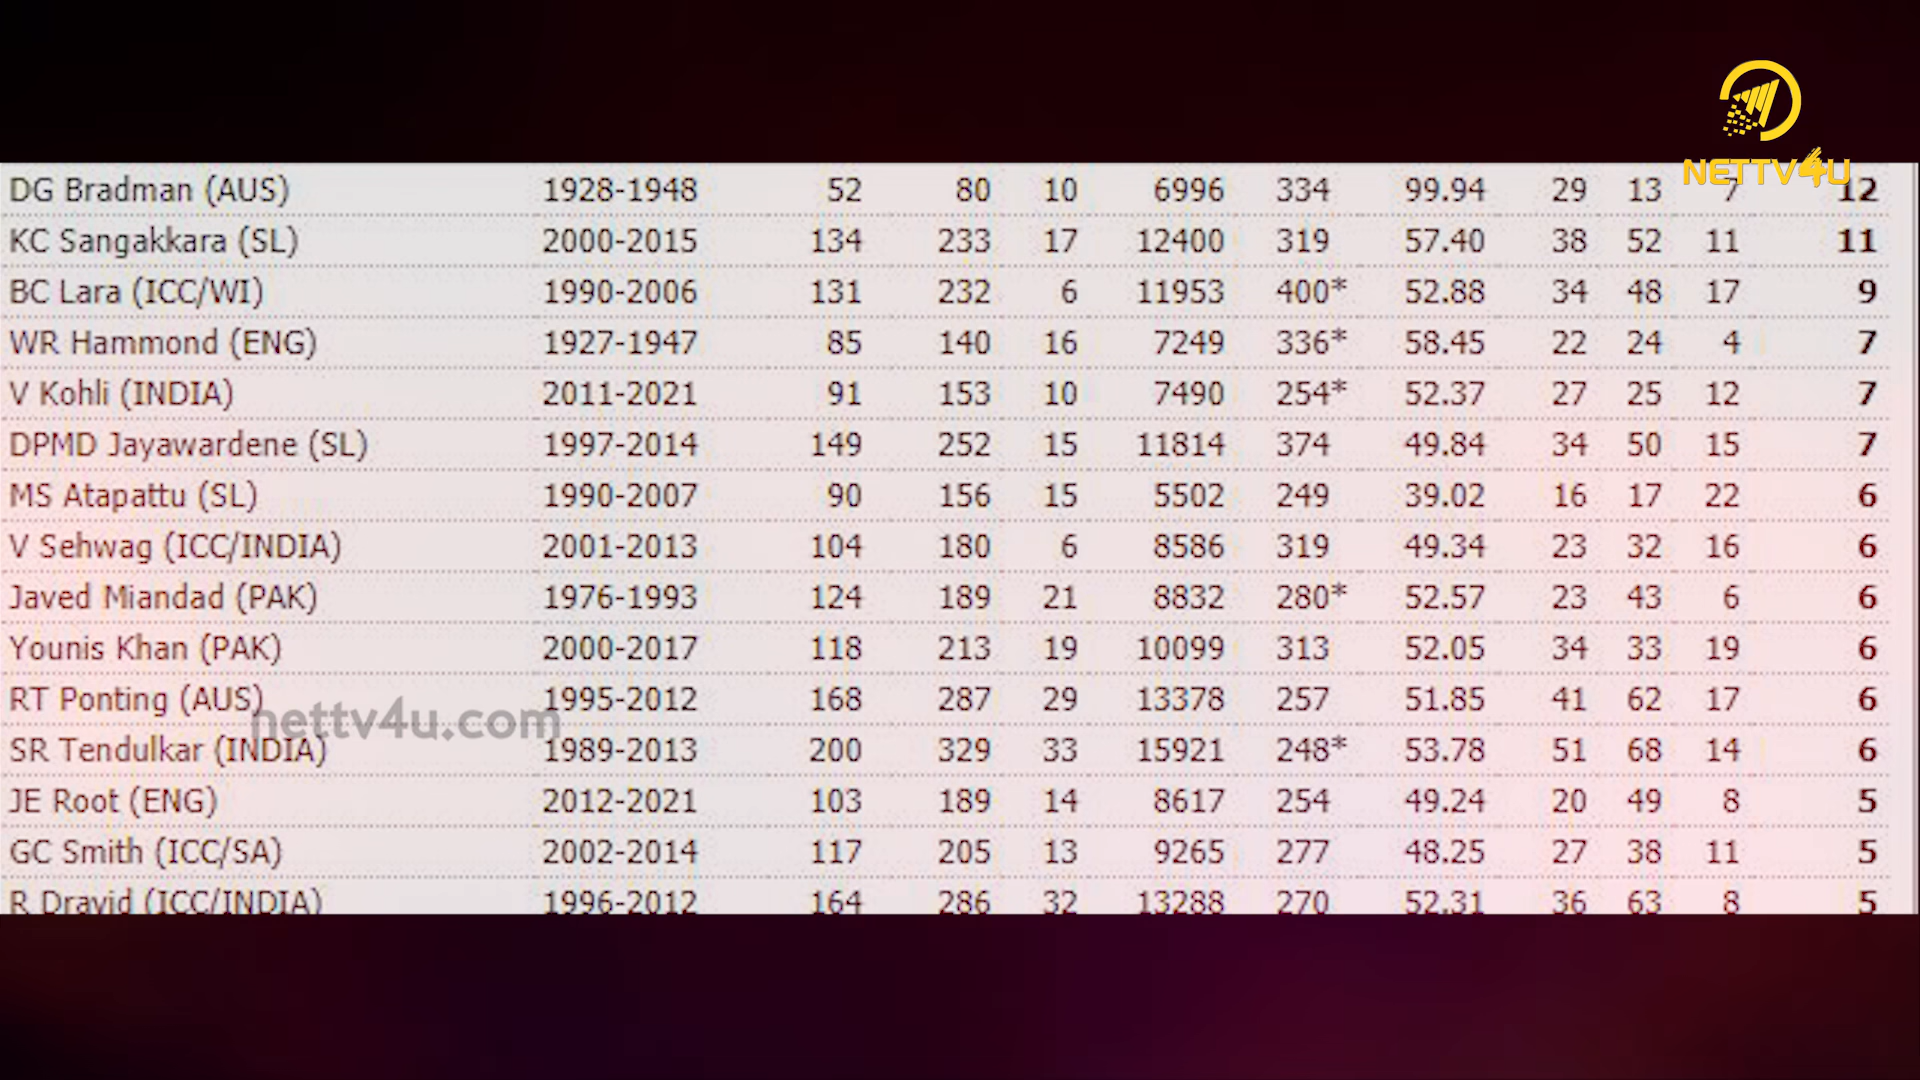 NETTV4U
DG Bradman (AUS) 1928-1948 52 80 10 6996 334 99.94 29 13 7 12
KC Sangakkara (SL) 2000-2015 134 233 17 12400 319 57.40 38 52 11 11
BC Lara (ICC/WI) 1990-2006 131 232 6 11953 400* 52.88 34 48 17 9
WR Hammond (ENG) 1927-1947 85 140 16 7249 336* 58.45 22 24 4 7
V Kohli (INDIA) 2011-2021 91 153 10 7490 254* 52.37 27 25 12 7
DPMD Jayawardene (SL) 1997-2014 149 252 15 11814 374 49.84 34 50 15 7
MS Atapattu (SL) 1990-2007 90 156 15 5502 249 39.02 16 17 22 6
V Sehwag (ICC/INDIA) 2001-2013 104 180 6 8586 319 49.34 23 32 16 6
Javed Miandad (PAK) 1976-1993 124 189 21 8832 280* 52.57 23 43 6 6
Younis Khan (PAK) 2000-2017 118 213 19 10099 313 52.05 34 33 19 6
RT Ponting (AUS) 1995-2012 168 287 29 13378 257 51.85 41 62 17 6
nettv4u.com
SR Tendulkar (INDIA) 1989-2013 200 329 33 15921 248* 53.78 51 68 14 6
JE Root (ENG) 2012-2021 103 189 14 8617 254 49.24 20 49 8 5
GC Smith (ICC/SA) 2002-2014 117 205 13 9265 277 48.25 27 38 11 5
R Dravid (ICC/INDIA) 1996-2012 164 286 32 13288 270 52.31 36 63 8 5